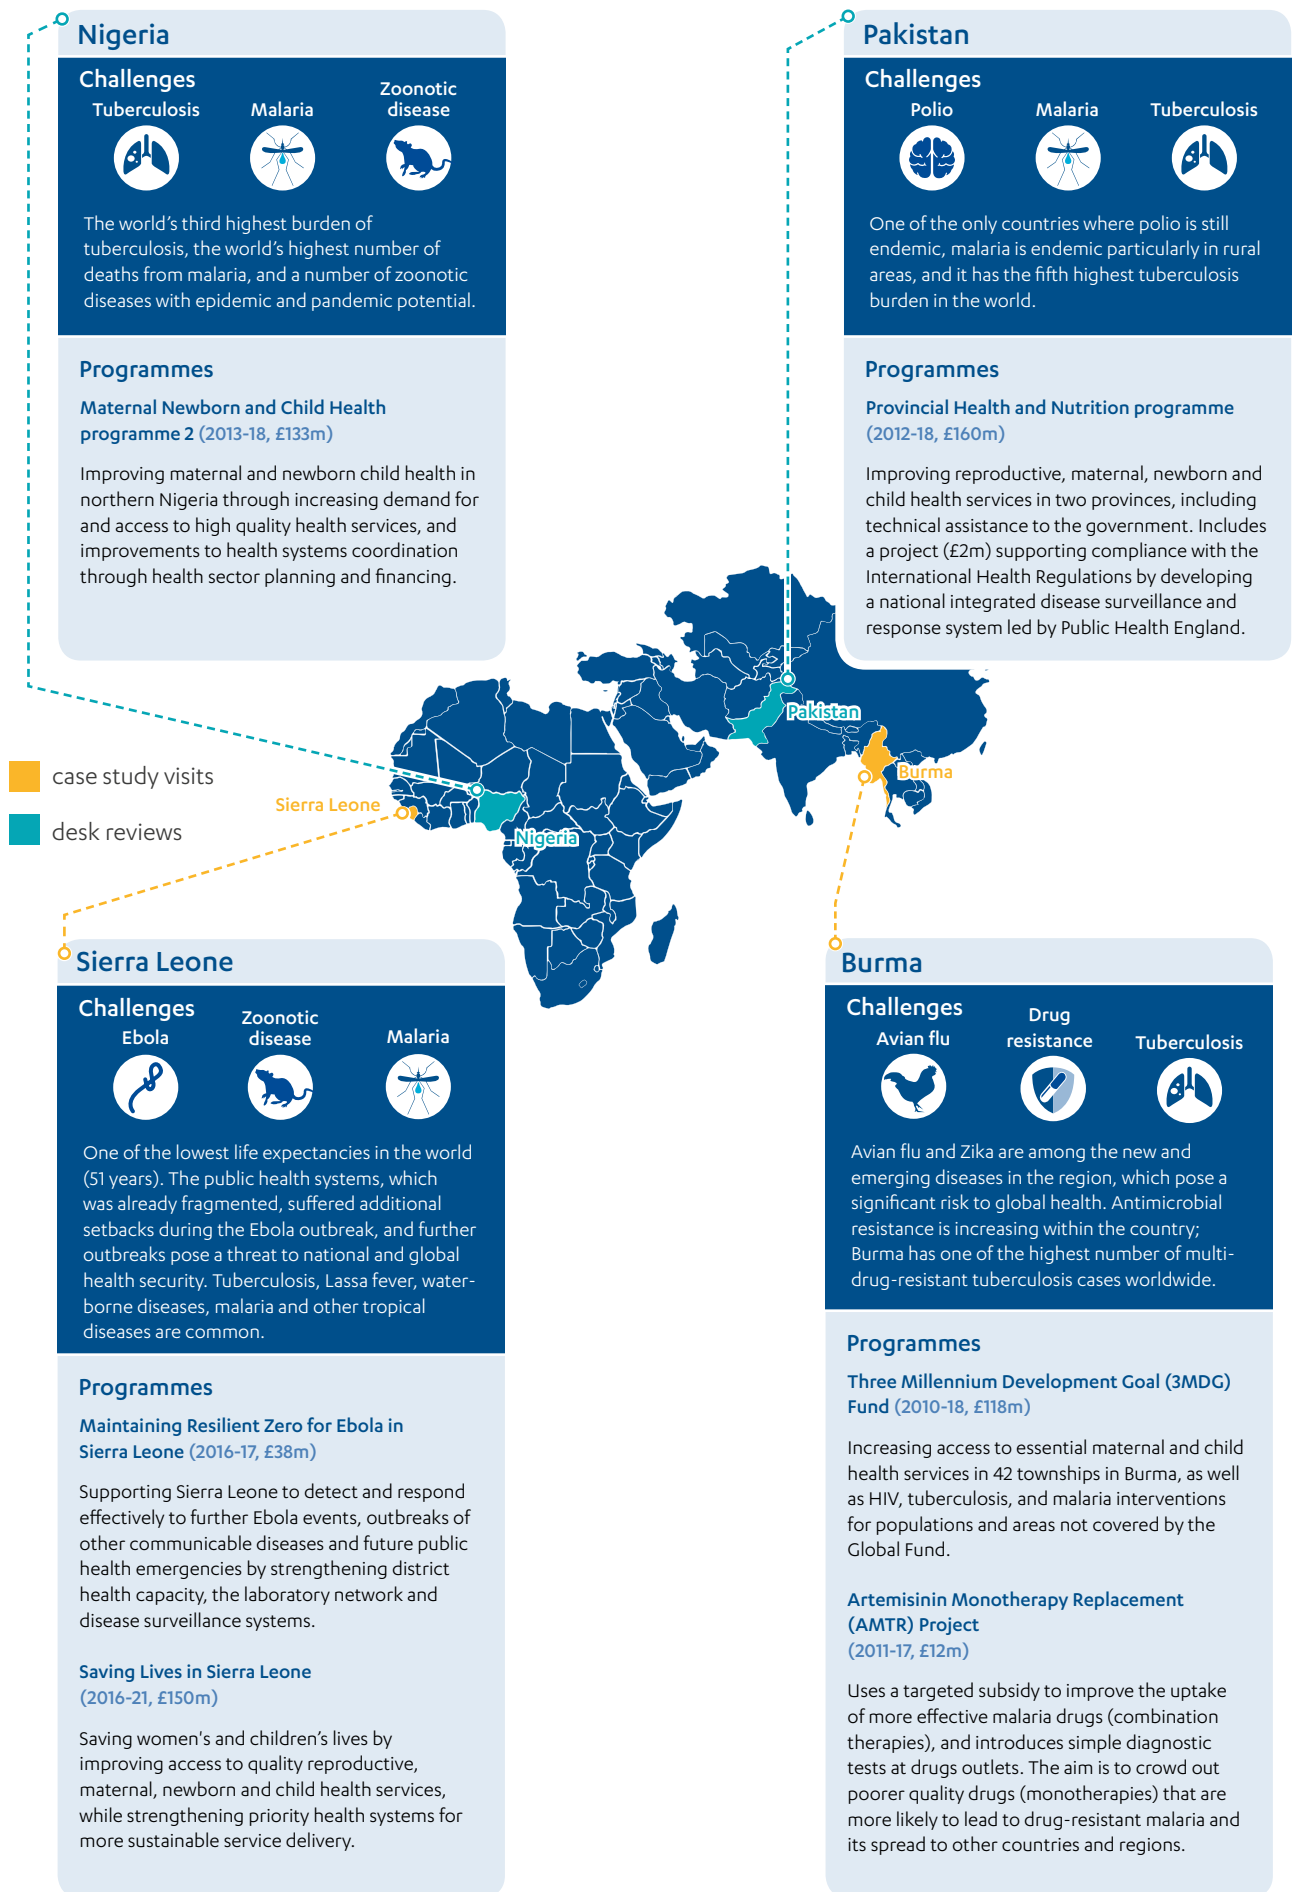 Nigeria
Challenges
Tuberculosis
Malaria
Zoonotic
disease
The world's third highest burden of
tuberculosis, the world's highest number of
deaths from malaria, and a number of zoonotic
diseases with epidemic and pandemic potential.
Programmes
Maternal Newborn and Child Health
programme 2 (2013-18, £133m)
Improving maternal and newborn child health in
northern Nigeria through increasing demand for
and access to high quality health services, and
improvements to health systems coordination
through health sector planning and financing.
Pakistan
Challenges
Polio
Malaria
Tuberculosis
One of the only countries where polio is still
endemic, malaria is endemic particularly in rural
areas, and it has the fifth highest tuberculosis
burden in the world.
Programmes
Provincial Health and Nutrition programme
(2012-18, £160m)
Improving reproductive, maternal, newborn and
child health services in two provinces, including
technical assistance to the government. Includes
a project (£2m) supporting compliance with the
International Health Regulations by developing
a national integrated disease surveillance and
response system led by Public Health England.
case study visits
desk reviews
Pakistan
Burma
Sierra Leone
Nigeria
Sierra Leone
Challenges
Ebola
Zoonotic
disease
Malaria
One of the lowest life expectancies in the world
(51 years). The public health systems, which
was already fragmented, suffered additional
setbacks during the Ebola outbreak, and further
outbreaks pose a threat to national and global
health security. Tuberculosis, Lassa fever, water-
borne diseases, malaria and other tropical
diseases are common.
Programmes
Maintaining Resilient Zero for Ebola in
Sierra Leone (2016-17, £38m)
Supporting Sierra Leone to detect and respond
effectively to further Ebola events, outbreaks of
other communicable diseases and future public
health emergencies by strengthening district
health capacity, the laboratory network and
disease surveillance systems.
Saving Lives in Sierra Leone
(2016-21, £150m)
Saving women's and children's lives by
improving access to quality reproductive,
maternal, newborn and child health services,
while strengthening priority health systems for
more sustainable service delivery.
Burma
Challenges
Avian flu
Drug
resistance
Tuberculosis
Avian flu and Zika are among the new and
emerging diseases in the region, which pose a
significant risk to global health. Antimicrobial
resistance is increasing within the country;
Burma has one of the highest number of multi-
drug-resistant tuberculosis cases worldwide.
Programmes
Three Millennium Development Goal (3MDG)
Fund (2010-18, £118m)
Increasing access to essential maternal and child
health services in 42 townships in Burma, as well
as HIV, tuberculosis, and malaria interventions
for populations and areas not covered by the
Global Fund.
Artemisinin Monotherapy Replacement
(AMTR) Project
(2011-17, £12m)
Uses a targeted subsidy to improve the uptake
of more effective malaria drugs (combination
therapies), and introduces simple diagnostic
tests at drugs outlets. The aim is to crowd out
poorer quality drugs (monotherapies) that are
more likely to lead to drug-resistant malaria and
its spread to other countries and regions.